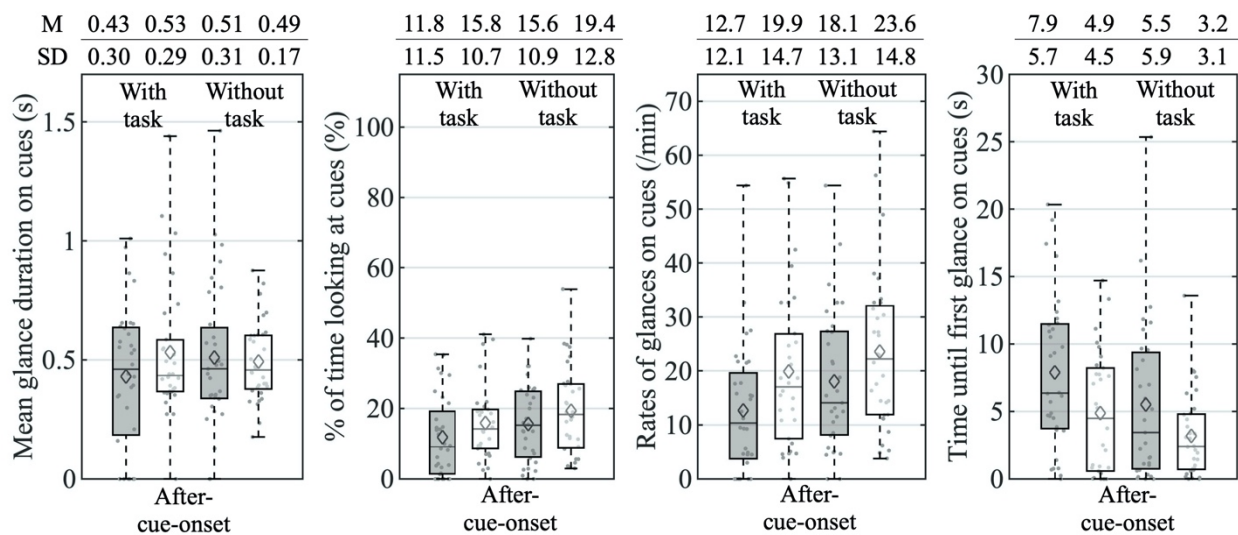 M 0.43 0.53 0.51 0.49
SD 0.30 0.29 0.31 0.17
With task
Without task
Mean glance duration on cues (s)
1.5
1
0.5
0
After-
cue-onset
11.8 15.8 15.6 19.4
11.5 10.7 10.9 12.8
With task
Without task
% of time looking at cues (%)
100
80
60
40
20
0
After-
cue-onset
12.7 19.9 18.1 23.6
12.1 14.7 13.1 14.8
With task
Without task
Rates of glances on cues (/min)
70
60
50
40
30
20
10
0
After-
cue-onset
7.9 4.9 5.5 3.2
5.7 4.5 5.9 3.1
With task
Without task
Time until first glance on cues (s)
30
25
20
15
10
5
0
After-
cue-onset